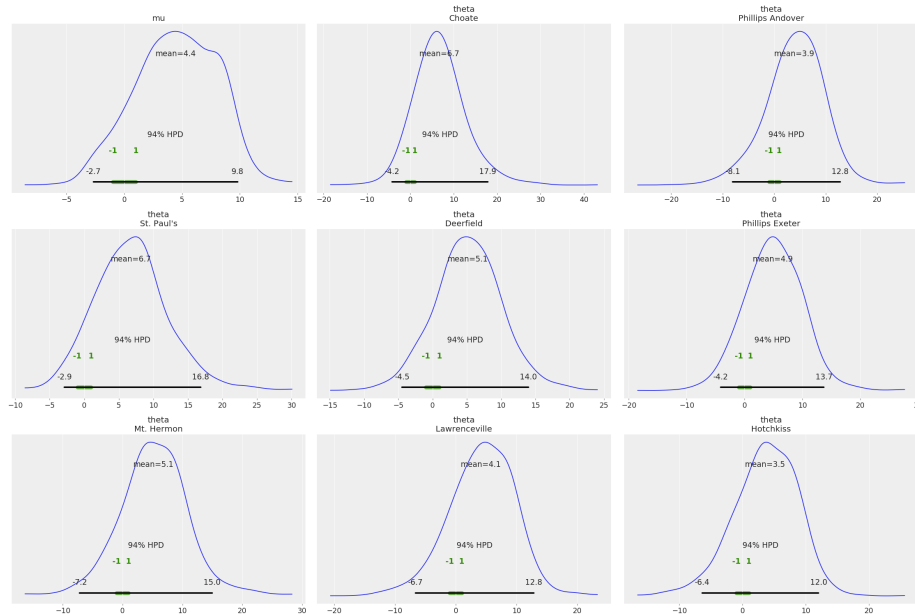 mu
mean=4.4
94% HPD
-1 1
-2.7 9.8
-5 0 5 10 15
theta
Choate
mean=6.7
94% HPD
-1 1
-4.2 17.9
-20 -10 0 10 20 30 40
theta
Phillips Andover
mean=3.9
94% HPD
-1 1
-8.1 12.8
-20 -10 0 10 20
theta
St. Paul's
mean=6.7
94% HPD
-1 1
-2.9 16.8
-10 -5 0 5 10 15 20 25 30
theta
Deerfield
mean=5.1
94% HPD
-1 1
-4.5 14.0
-15 -10 -5 0 5 10 15 20 25
theta
Phillips Exeter
mean=4.9
94% HPD
-1 1
-4.2 13.7
-20 -10 0 10 20
theta
Mt. Hermon
mean=5.1
94% HPD
-1 1
-7.2 15.0
-10 0 10 20 30
theta
Lawrenceville
mean=4.1
94% HPD
-1 1
-6.7 12.8
-20 -10 0 10 20
theta
Hotchkiss
mean=3.5
94% HPD
-1 1
-6.4 12.0
-10 0 10 20